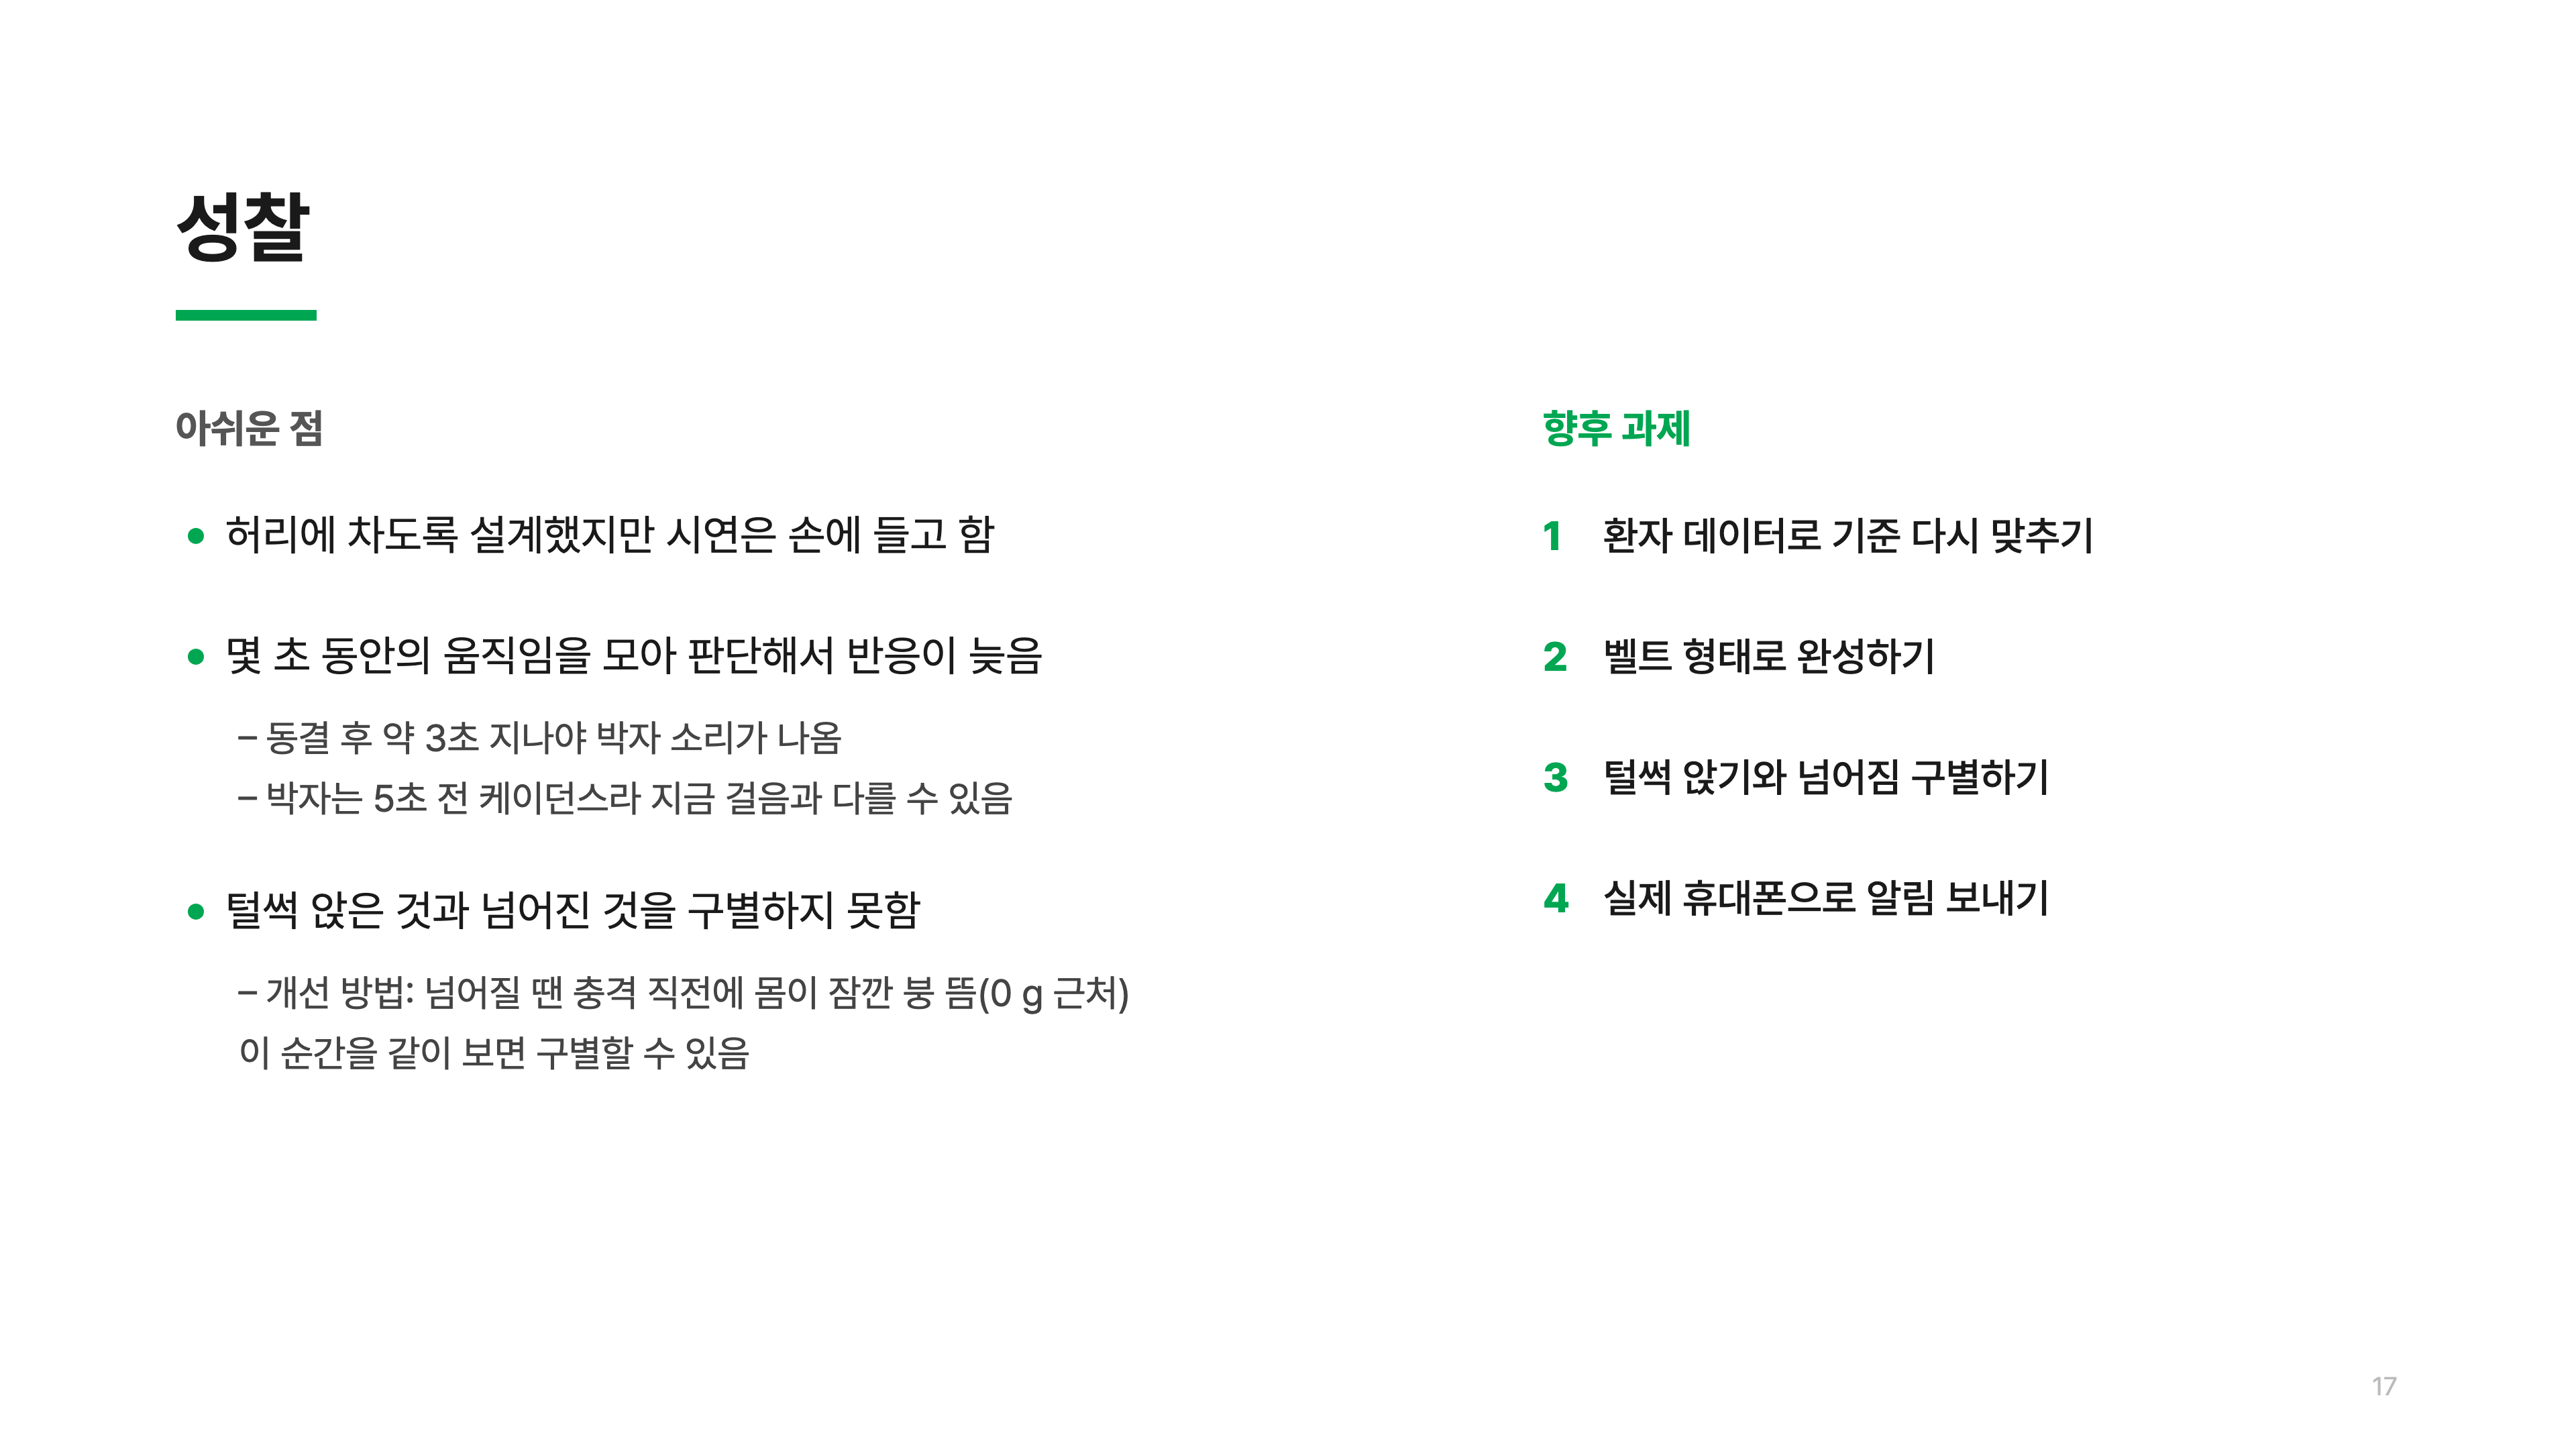 성찰
아쉬운 점
• 허리에 차도록 설계했지만 시연은 손에 들고 함
• 몇 초 동안의 움직임을 모아 판단해서 반응이 늦음
– 동결 후 약 3초 지나야 박자 소리가 나옴
– 박자는 5초 전 케이던스라 지금 걸음과 다를 수 있음
• 털썩 앉은 것과 넘어진 것을 구별하지 못함
– 개선 방법: 넘어질 땐 충격 직전에 몸이 잠깐 붕 뜸(0 g 근처)
이 순간을 같이 보면 구별할 수 있음
향후 과제
1 환자 데이터로 기준 다시 맞추기
2 벨트 형태로 완성하기
3 털썩 앉기와 넘어짐 구별하기
4 실제 휴대폰으로 알림 보내기
17